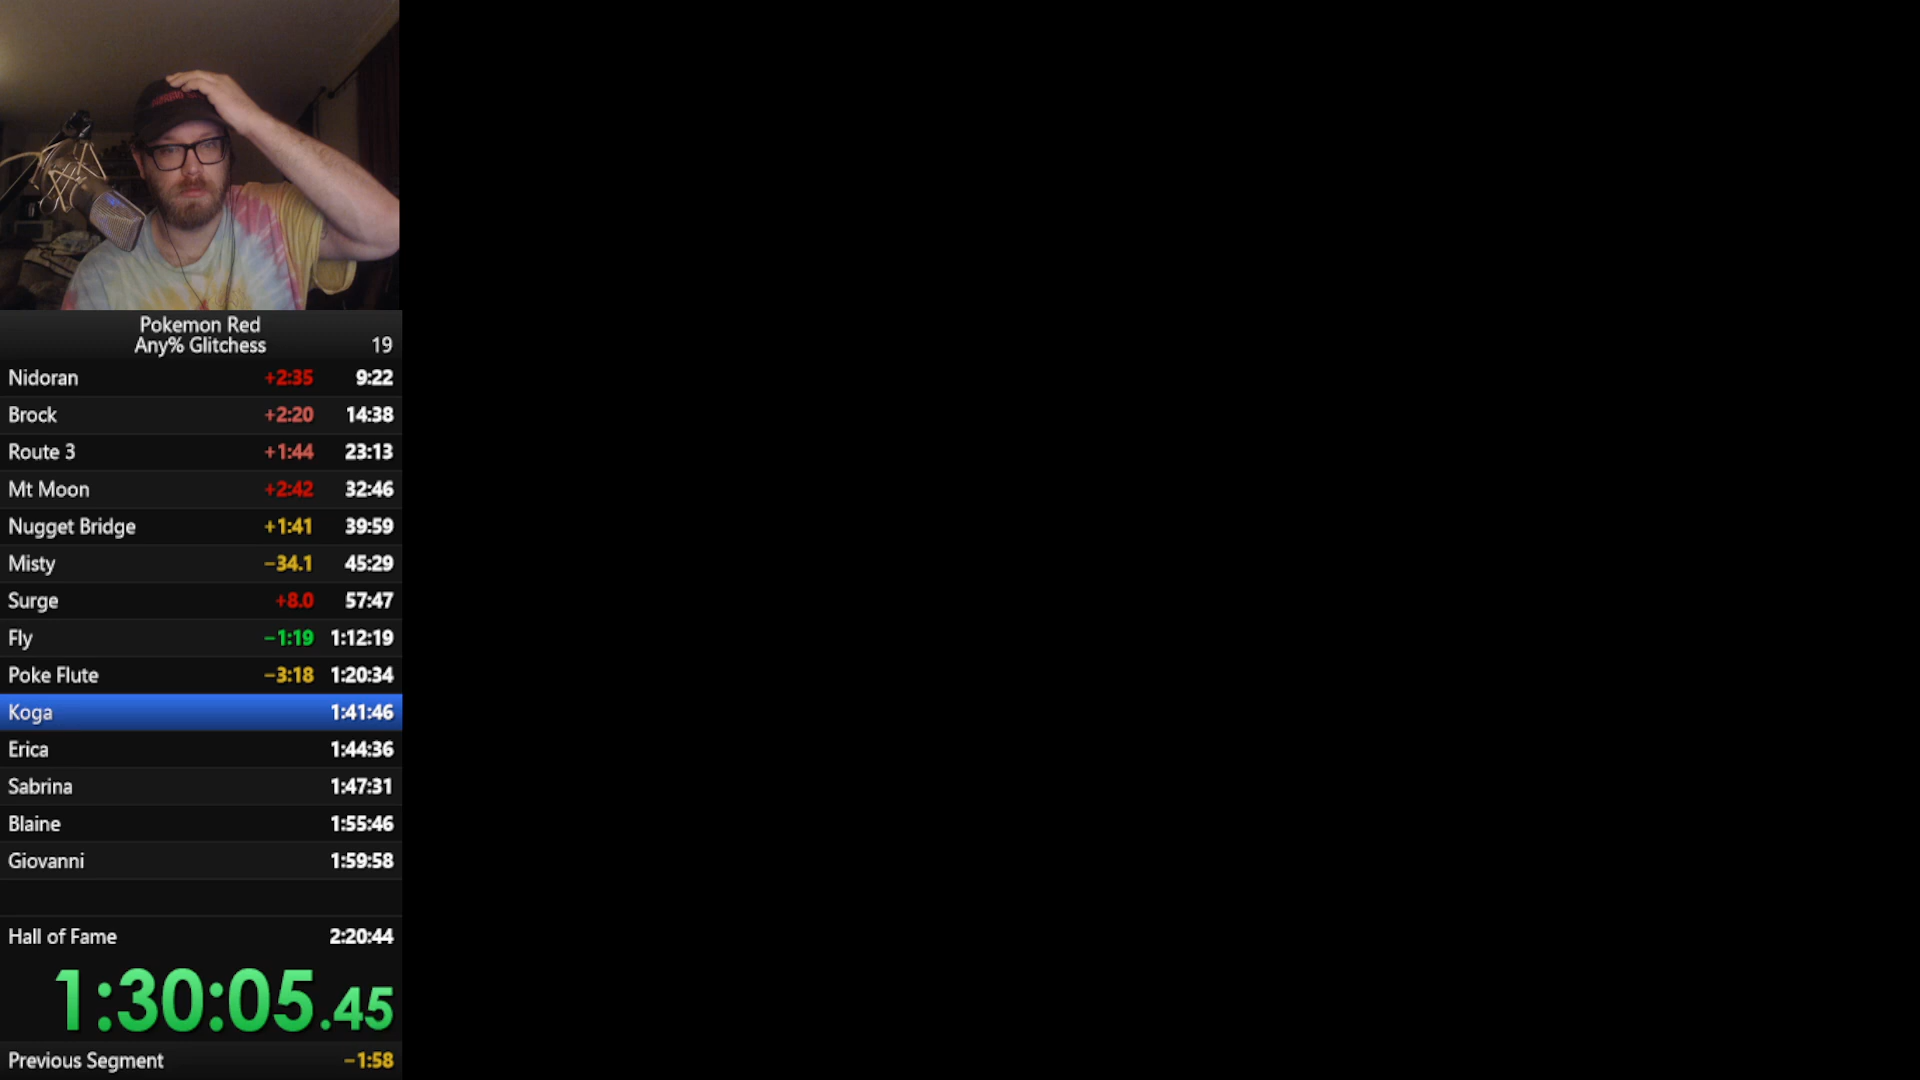 Pokemon Red
Any% Glitchess 19
Nidoran +2:35 9:22
Brock +2:20 14:38
Route 3 +1:44 23:13
Mt Moon +2:42 32:46
Nugget Bridge +1:41 39:59
Misty −34.1 45:29
Surge +8.0 57:47
Fly −1:19 1:12:19
Poke Flute −3:18 1:20:34
Koga 1:41:46
Erica 1:44:36
Sabrina 1:47:31
Blaine 1:55:46
Giovanni 1:59:58
Hall of Fame 2:20:44
1:30:05.45
Previous Segment −1:58